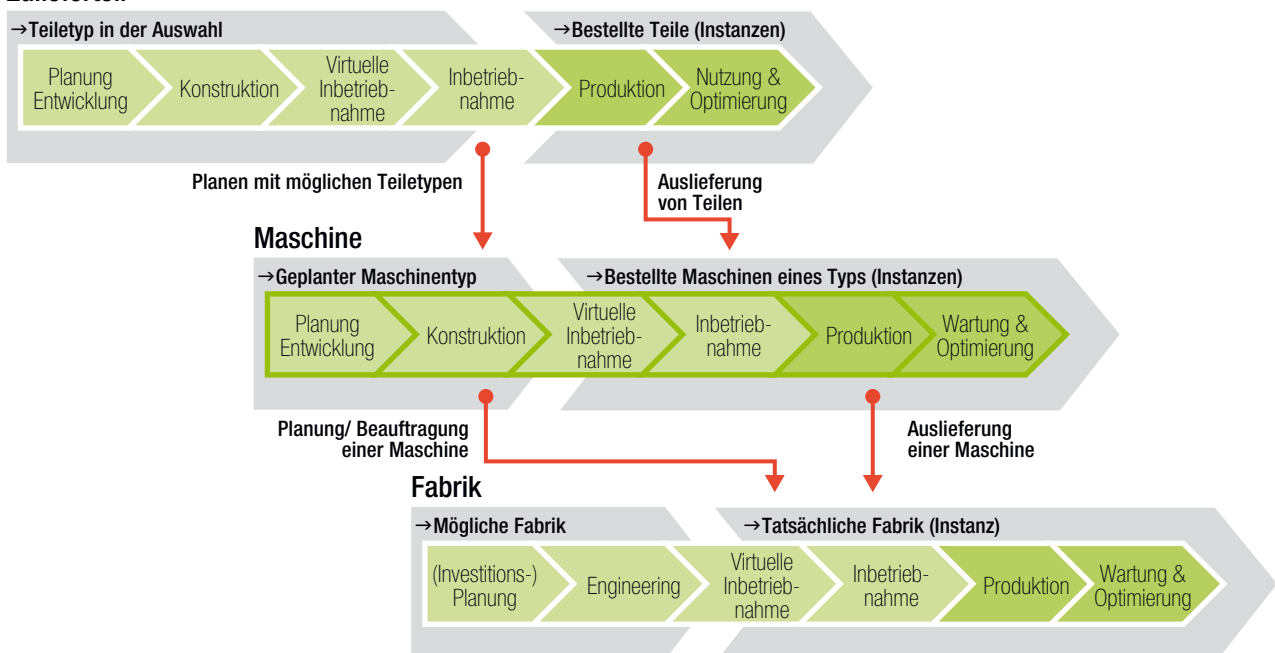 →Teiletyp in der Auswahl
→Bestellte Teile (Instanzen)
Planung
Entwicklung
Konstruktion
Virtuelle
Inbetrieb-
nahme
Inbetrieb-
nahme
Produktion
Nutzung &
Optimierung
Planen mit möglichen Teiletypen
Auslieferung
von Teilen
Maschine
→Geplanter Maschinentyp
→Bestellte Maschinen eines Typs (Instanzen)
Planung
Entwicklung
Konstruktion
Virtuelle
Inbetrieb-
nahme
Inbetrieb-
nahme
Produktion
Wartung &
Optimierung
Planung/ Beauftragung
einer Maschine
Auslieferung
einer Maschine
Fabrik
→Mögliche Fabrik
→Tatsächliche Fabrik (Instanz)
(Investitions-)
Planung
Engineering
Virtuelle
Inbetrieb-
nahme
Inbetrieb-
nahme
Produktion
Wartung &
Optimierung